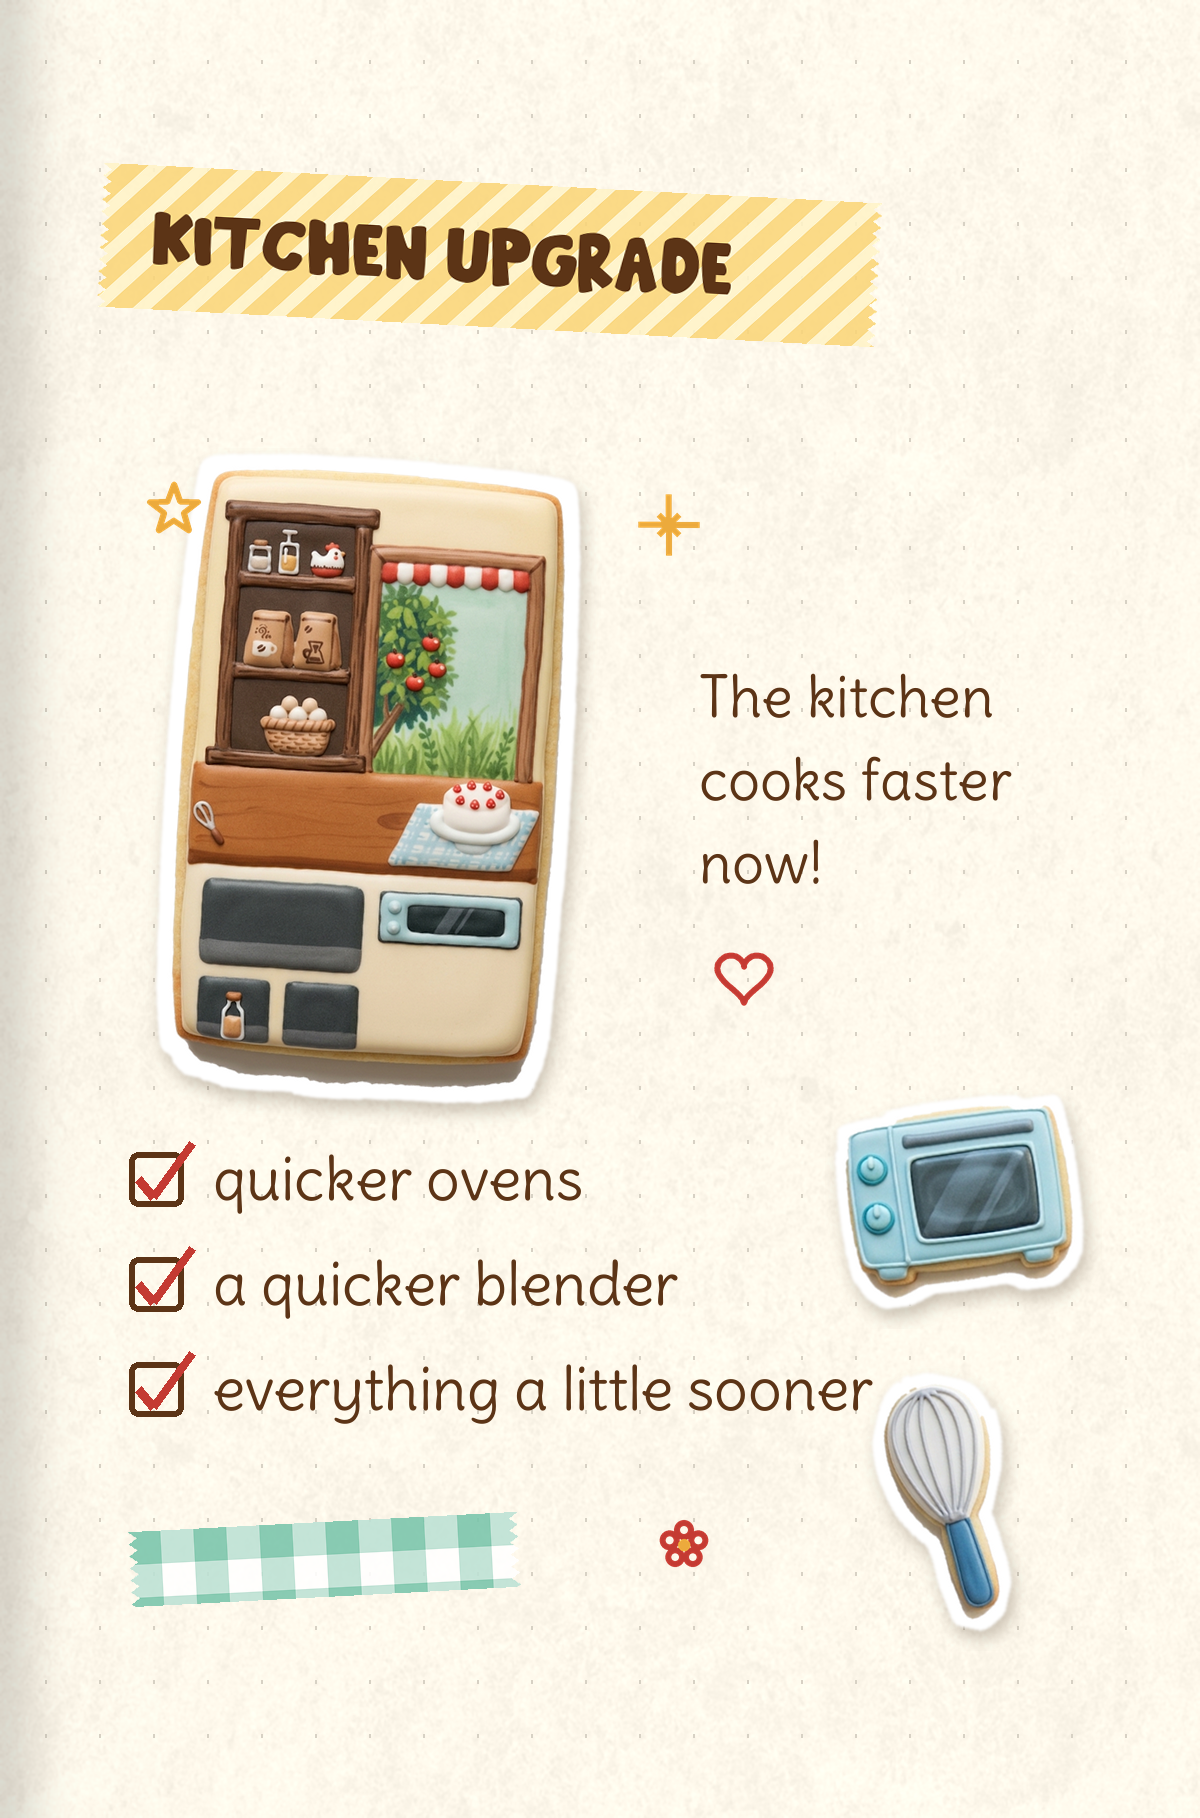 KITCHEN UPGRADE
The kitchen
cooks faster
now!
quicker ovens
a quicker blender
everything a little sooner